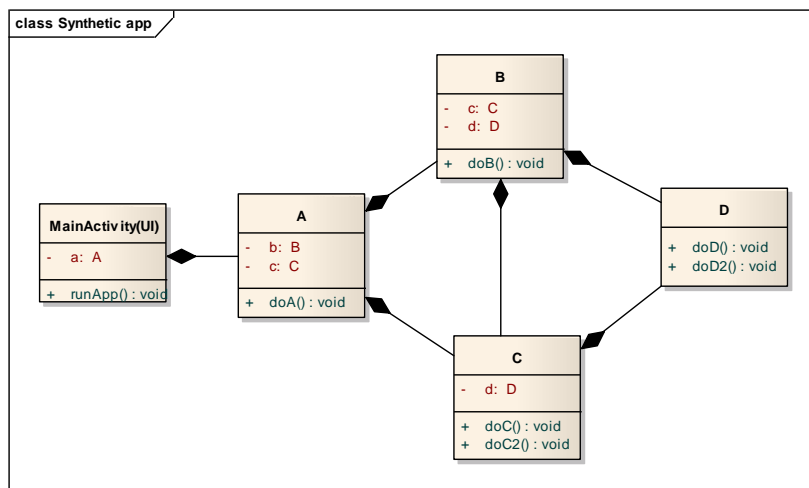 class Synthetic app
B
- c: C
- d: D
+ doB() : void
MainActivity(UI)
- a: A
+ runApp() : void
A
- b: B
- c: C
+ doA() : void
D
+ doD() : void
+ doD2() : void
C
- d: D
+ doC() : void
+ doC2() : void